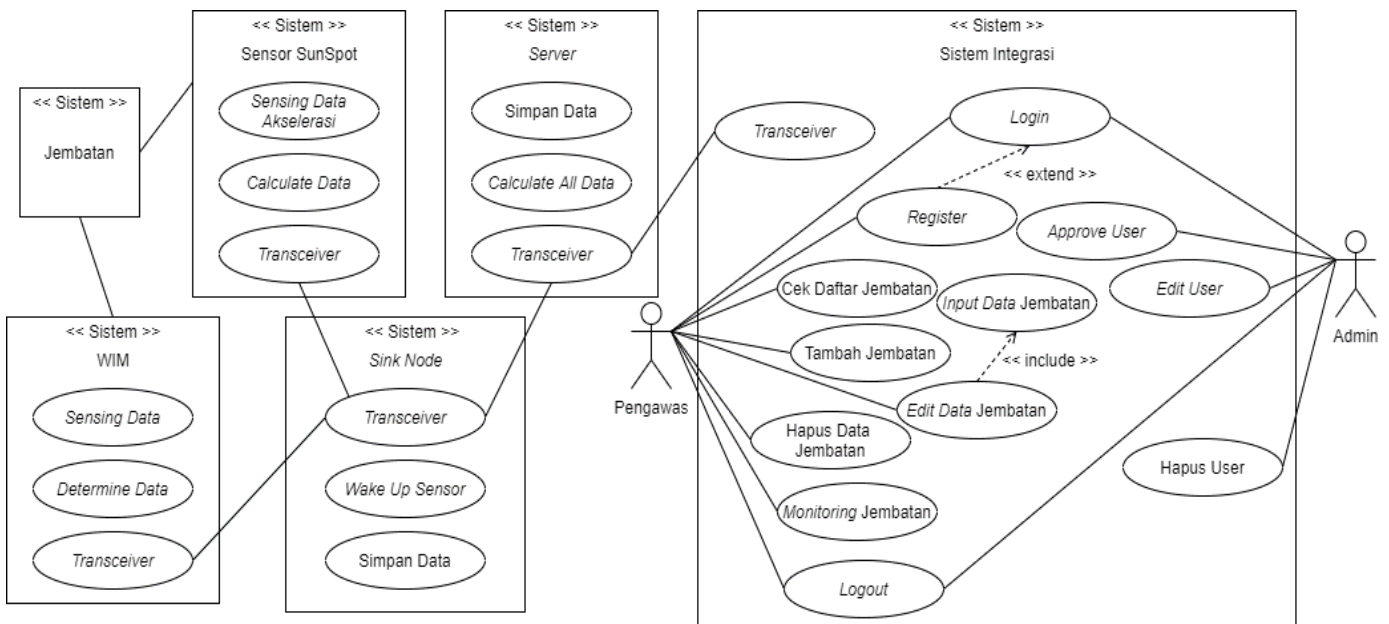 << Sistem >>
Jembatan
<< Sistem >>
Sensor SunSpot
Sensing Data
Akselerasi
Calculate Data
Transceiver
<< Sistem >>
Server
Simpan Data
Calculate All Data
Transceiver
<< Sistem >>
WIM
Sensing Data
Determine Data
Transceiver
<< Sistem >>
Sink Node
Transceiver
Wake Up Sensor
Simpan Data
Pengawas
<< Sistem >>
Sistem Integrasi
Transceiver
Login
<< extend >>
Register
Approve User
Cek Daftar Jembatan
Input Data Jembatan
Edit User
Tambah Jembatan
<< include >>
Edit Data Jembatan
Hapus Data
Jembatan
Hapus User
Monitoring Jembatan
Logout
Admin